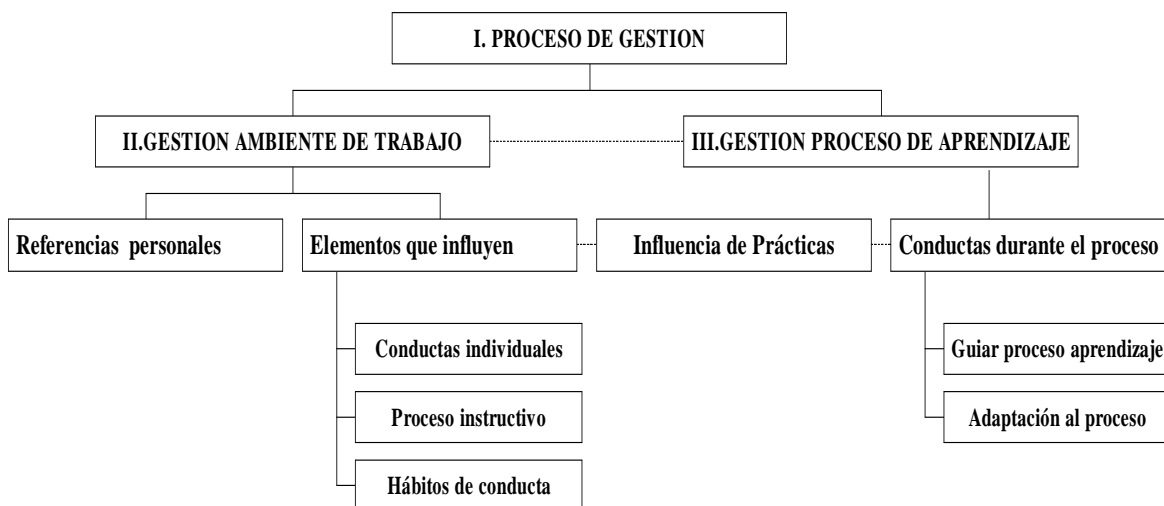 I. PROCESO DE GESTION
II.GESTION AMBIENTE DE TRABAJO
III.GESTION PROCESO DE APRENDIZAJE
Referencias personales
Elementos que influyen
Influencia de Prácticas
Conductas durante el proceso
Conductas individuales
Guiar proceso aprendizaje
Proceso instructivo
Adaptación al proceso
Hábitos de conducta